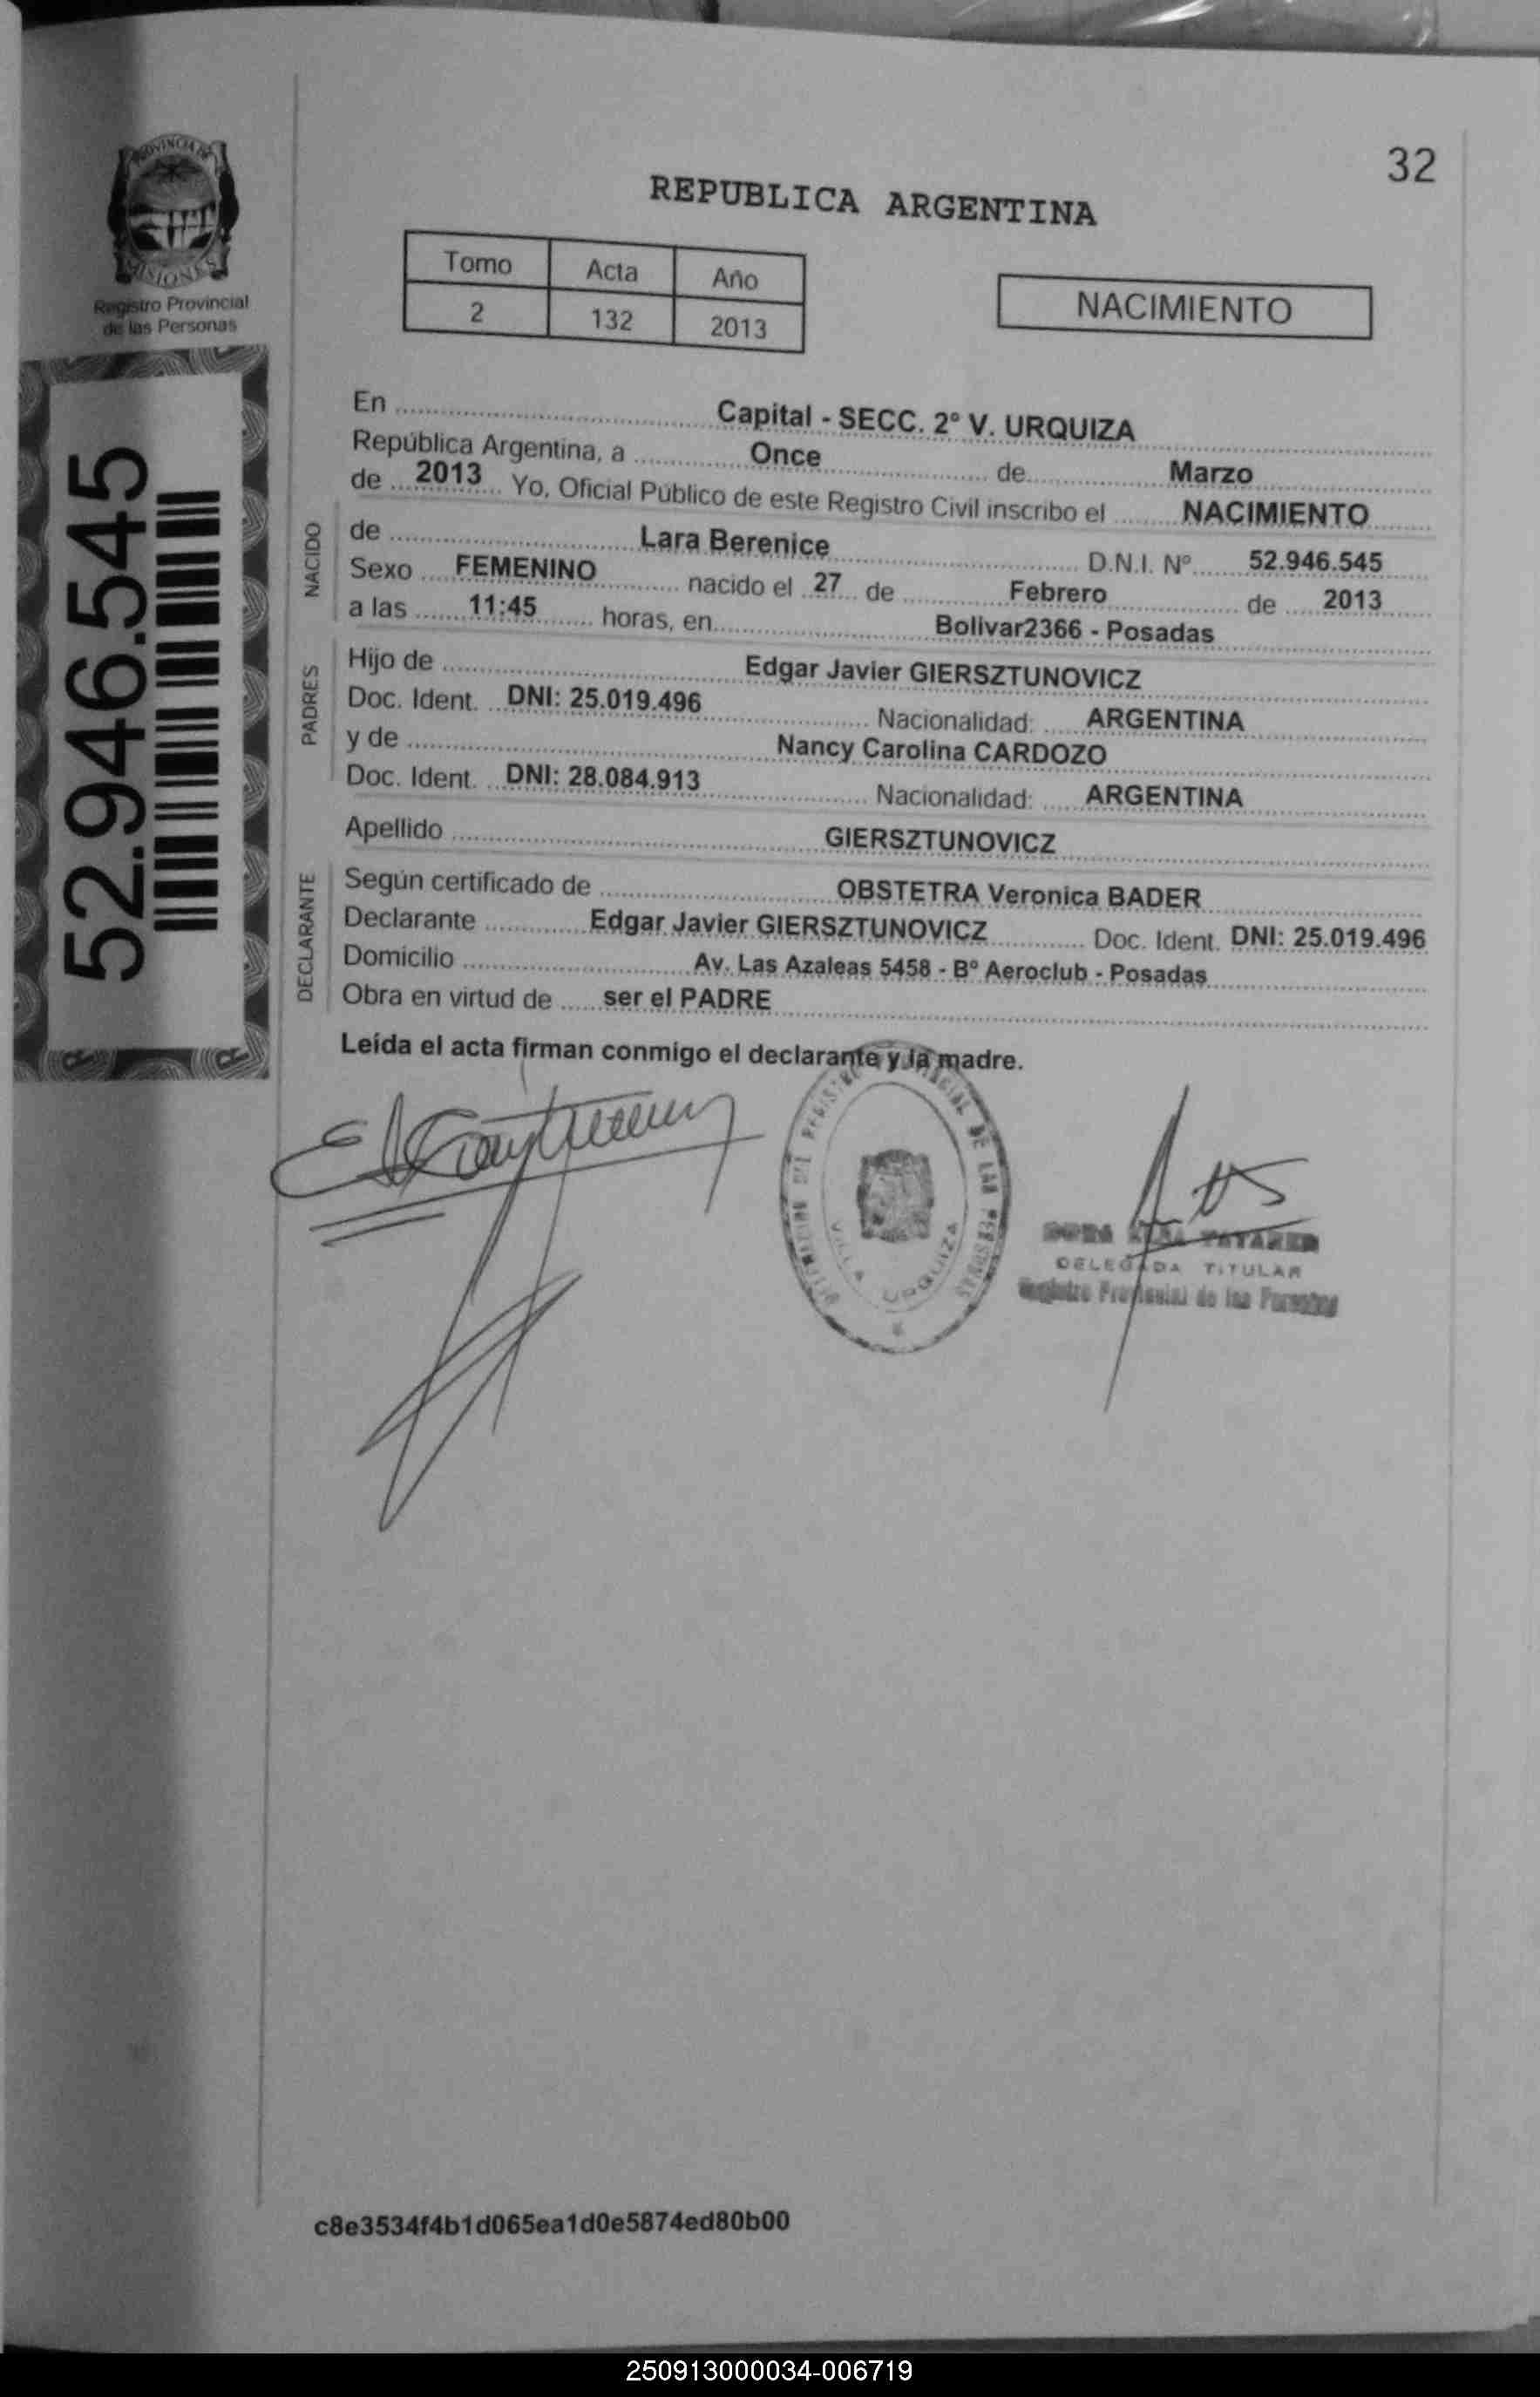 32
PROVINCIA DE
MISIONES
Registro Provincial
de las Personas
52.946.545
REPUBLICA ARGENTINA
Tomo Acta Año
2 132 2013
NACIMIENTO
En Capital - SECC. 2º V. URQUIZA
República Argentina, a Once de Marzo
de 2013 Yo, Oficial Público de este Registro Civil inscribo el NACIMIENTO
NACIDO
de Lara Berenice D.N.I. Nº 52.946.545
Sexo FEMENINO nacido el 27 de Febrero de 2013
a las 11:45 horas, en Bolivar2366 - Posadas
PADRES
Hijo de Edgar Javier GIERSZTUNOVICZ
Doc. Ident. DNI: 25.019.496 Nacionalidad: ARGENTINA
y de Nancy Carolina CARDOZO
Doc. Ident. DNI: 28.084.913 Nacionalidad: ARGENTINA
Apellido GIERSZTUNOVICZ
DECLARANTE
Según certificado de OBSTETRA Veronica BADER
Declarante Edgar Javier GIERSZTUNOVICZ Doc. Ident. DNI: 25.019.496
Domicilio Av. Las Azaleas 5458 - Bº Aeroclub - Posadas
Obra en virtud de ser el PADRE
Leída el acta firman conmigo el declarante y la madre.
DE LAS
VILLA URQUIZA
DELEGADA TITULAR
Registro Provincial de las Personas
c8e3534f4b1d065ea1d0e5874ed80b00
250913000034-006719